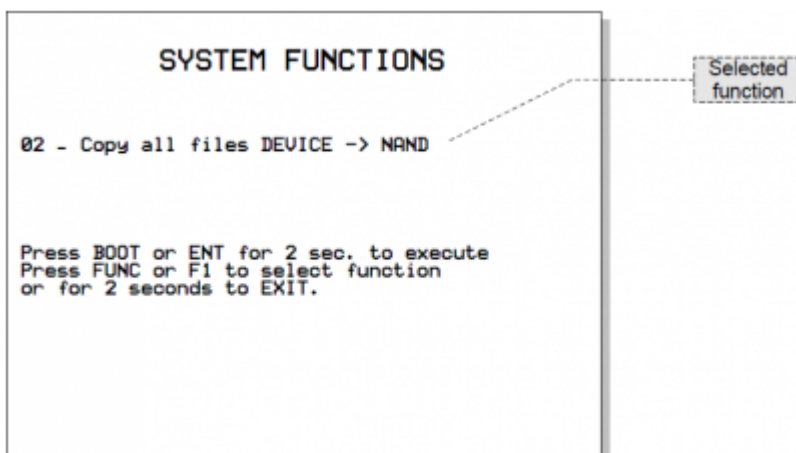 SYSTEM FUNCTIONS
Selected
function
02 - Copy all files DEVICE -> NAND
Press BOOT or ENT for 2 sec. to execute
Press FUNC or F1 to select function
or for 2 seconds to EXIT.